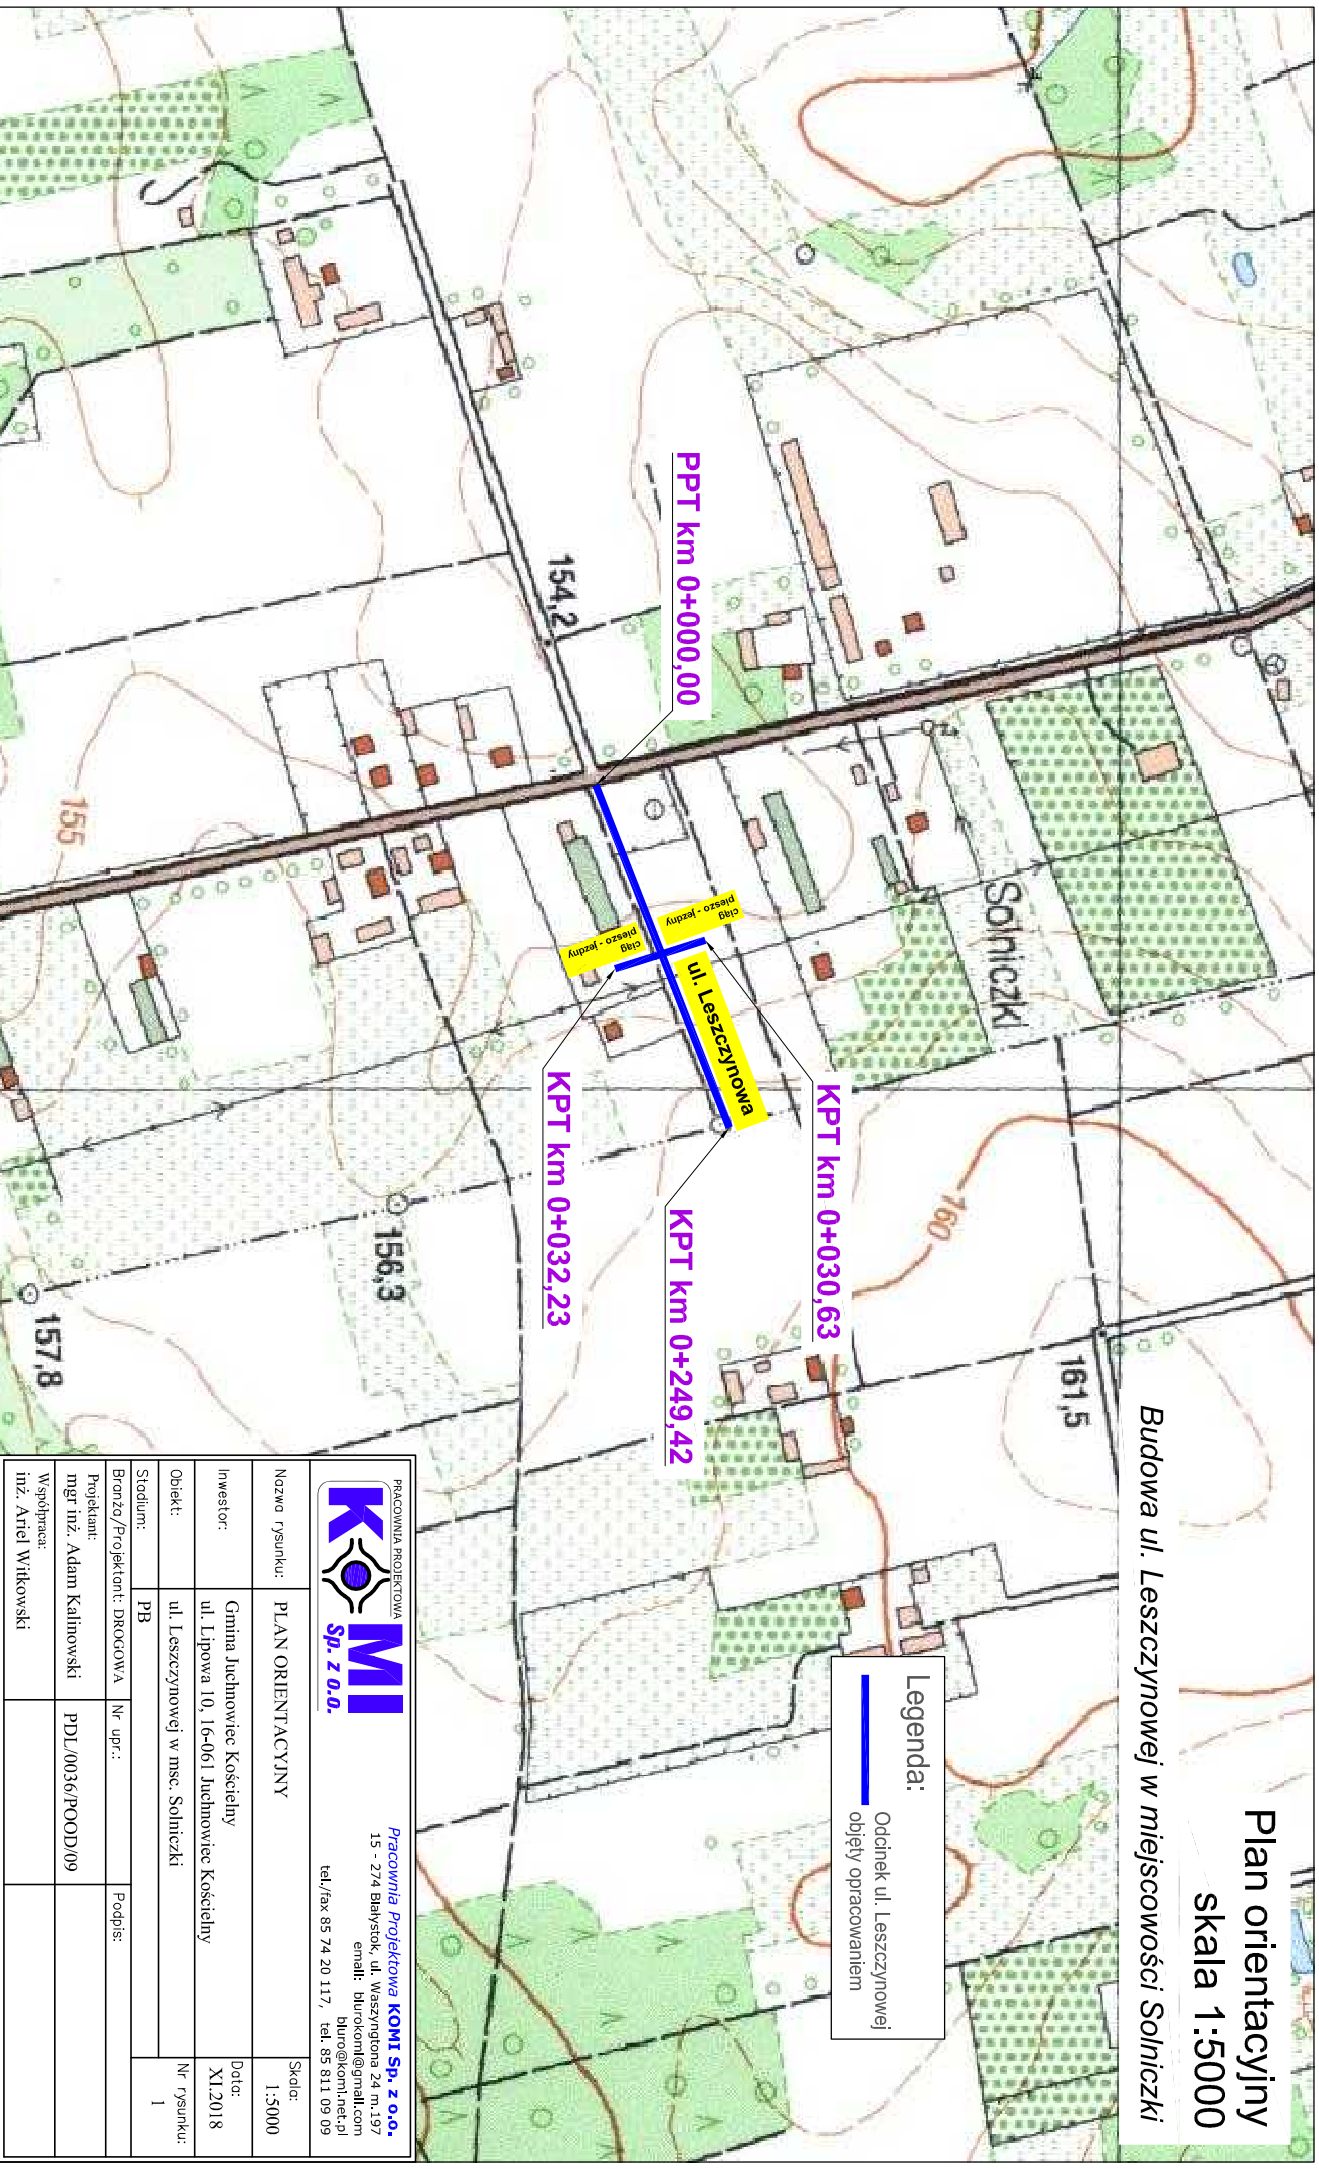 Plan orientacyjny
skala 1:5000
Budowa ul. Leszczynowej w miejscowości Solniczki
Solniczki
PPT km 0+000,00
154,2
155
160
161,5
156,3
157,8
ciąg
pieszo - jezdny
ciąg
pieszo - jezdny
ul. Leszczynowa
KPT km 0+030,63
KPT km 0+249,42
KPT km 0+032,23
Legenda:
Odcinek ul. Leszczynowej
objęty opracowaniem
PRACOWNIA PROJEKTOWA
KOMI
Sp. z o.o.
Pracownia Projektowa KOMI Sp. z o.o.
15 - 274 Białystok, ul. Waszyngtona 24 m.197
email: biurokomi@gmail.com
biuro@komi.net.pl
tel./fax 85 74 20 117, tel. 85 811 09 09
Nazwa rysunku: PLAN ORIENTACYJNY
Skala:
1:5000
Inwestor: Gmina Juchnowiec Kościelny
ul. Lipowa 10, 16-061 Juchnowiec Kościelny
Data:
XI.2018
Obiekt: ul. Leszczynowej w msc. Solniczki
Nr rysunku:
1
Stadium: PB
Branża/Projektant: DROGOWA Nr upr.: Podpis:
Projektant:
mgr inż. Adam Kalinowski PDL/0036/POOD/09
Współpraca:
inż. Ariel Witkowski